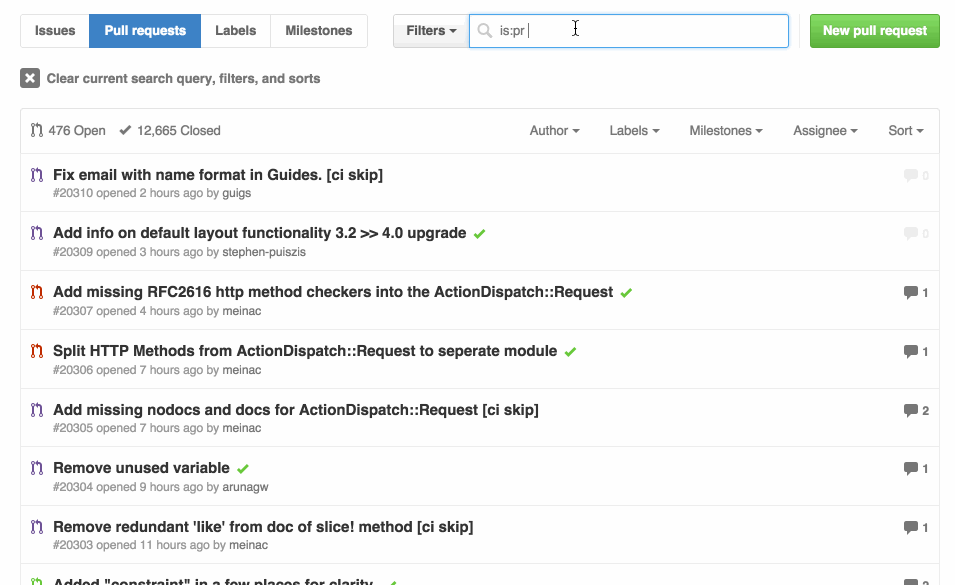 Issues Pull requests Labels Milestones Filters is:pr New pull request
Clear current search query, filters, and sorts
476 Open 12,665 Closed Author Labels Milestones Assignee Sort
Fix email with name format in Guides. [ci skip] 0
#20310 opened 2 hours ago by guigs
Add info on default layout functionality 3.2 >> 4.0 upgrade 0
#20309 opened 3 hours ago by stephen-puiszis
Add missing RFC2616 http method checkers into the ActionDispatch::Request 1
#20307 opened 4 hours ago by meinac
Split HTTP Methods from ActionDispatch::Request to seperate module 1
#20306 opened 7 hours ago by meinac
Add missing nodocs and docs for ActionDispatch::Request [ci skip] 2
#20305 opened 7 hours ago by meinac
Remove unused variable 1
#20304 opened 9 hours ago by arunagw
Remove redundant 'like' from doc of slice! method [ci skip] 1
#20303 opened 11 hours ago by meinac
Added "constraint" in a few places for clarity